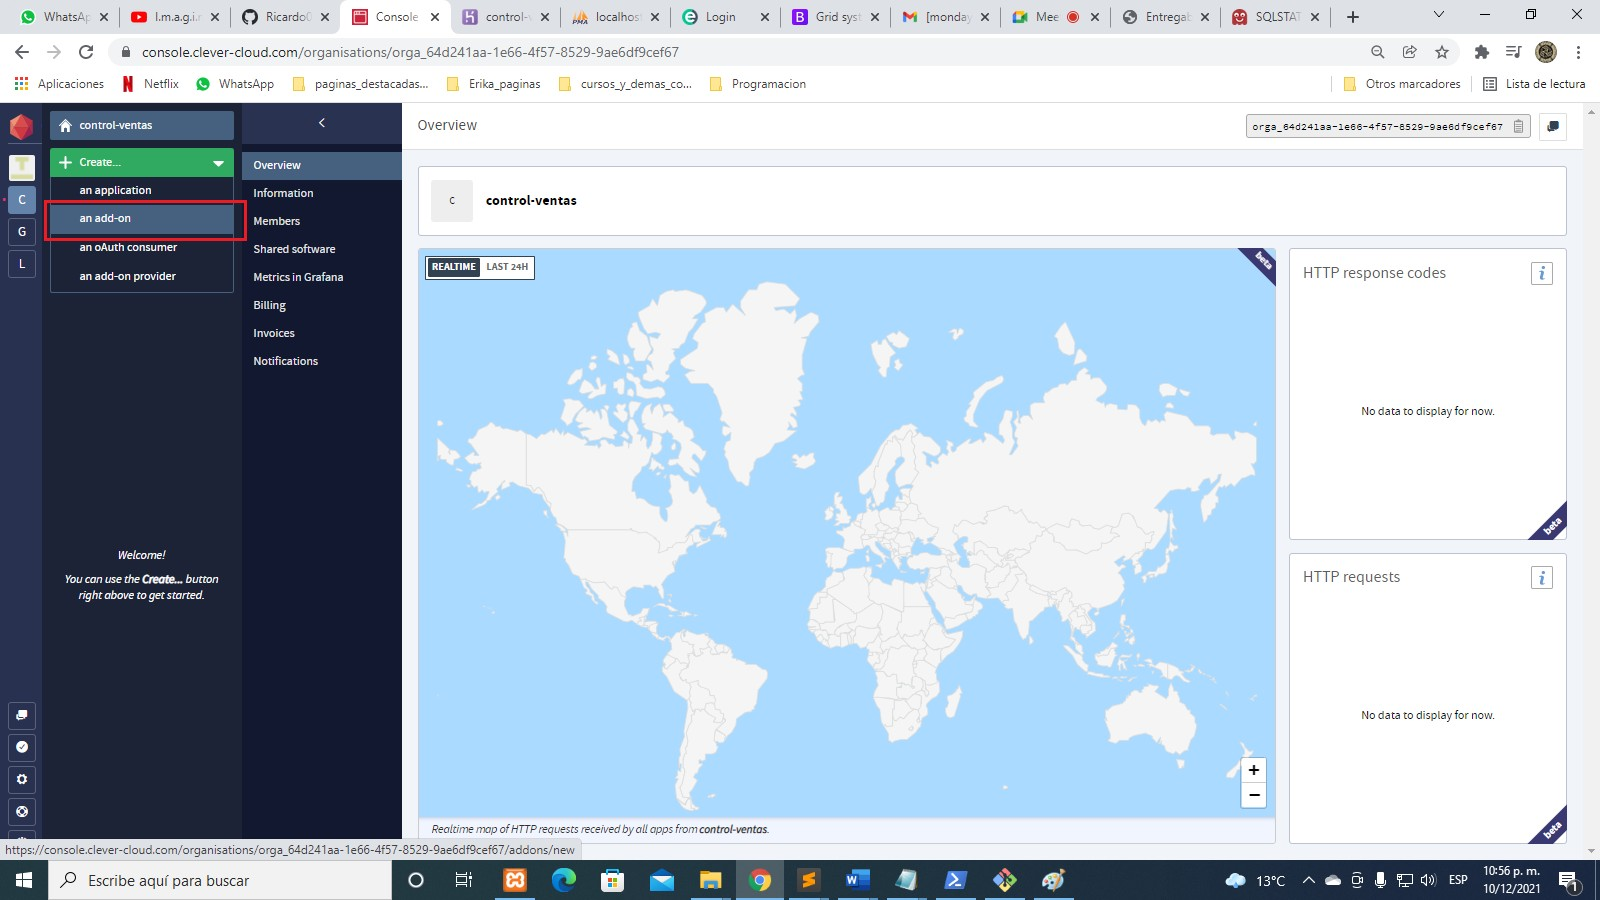 WhatsAp
I.m.a.g.i.n
Ricardo0
Console
control-v
localhos
Login
Grid sys
[monday
Mee
Entregal
SQLSTAT
console.clever-cloud.com/organisations/orga_64d241aa-1e66-4f57-8529-9ae6df9cef67
Aplicaciones
Netflix
WhatsApp
paginas_destacadas...
Erika_paginas
cursos_y_demas_co...
Programacion
Otros marcadores
Lista de lectura
control-ventas
Create...
an application
an add-on
an oAuth consumer
an add-on provider
T
C
G
L
Welcome!
You can use the Create... button
right above to get started.
Overview
Information
Members
Shared software
Metrics in Grafana
Billing
Invoices
Notifications
Overview
orga_64d241aa-1e66-4f57-8529-9ae6df9cef67
C
control-ventas
REALTIME
LAST 24H
beta
+
−
Realtime map of HTTP requests received by all apps from control-ventas.
HTTP response codes
i
No data to display for now.
beta
HTTP requests
i
No data to display for now.
beta
https://console.clever-cloud.com/organisations/orga_64d241aa-1e66-4f57-8529-9ae6df9cef67/addons/new
Escribe aquí para buscar
13°C
ESP
10:56 p. m.
10/12/2021
1